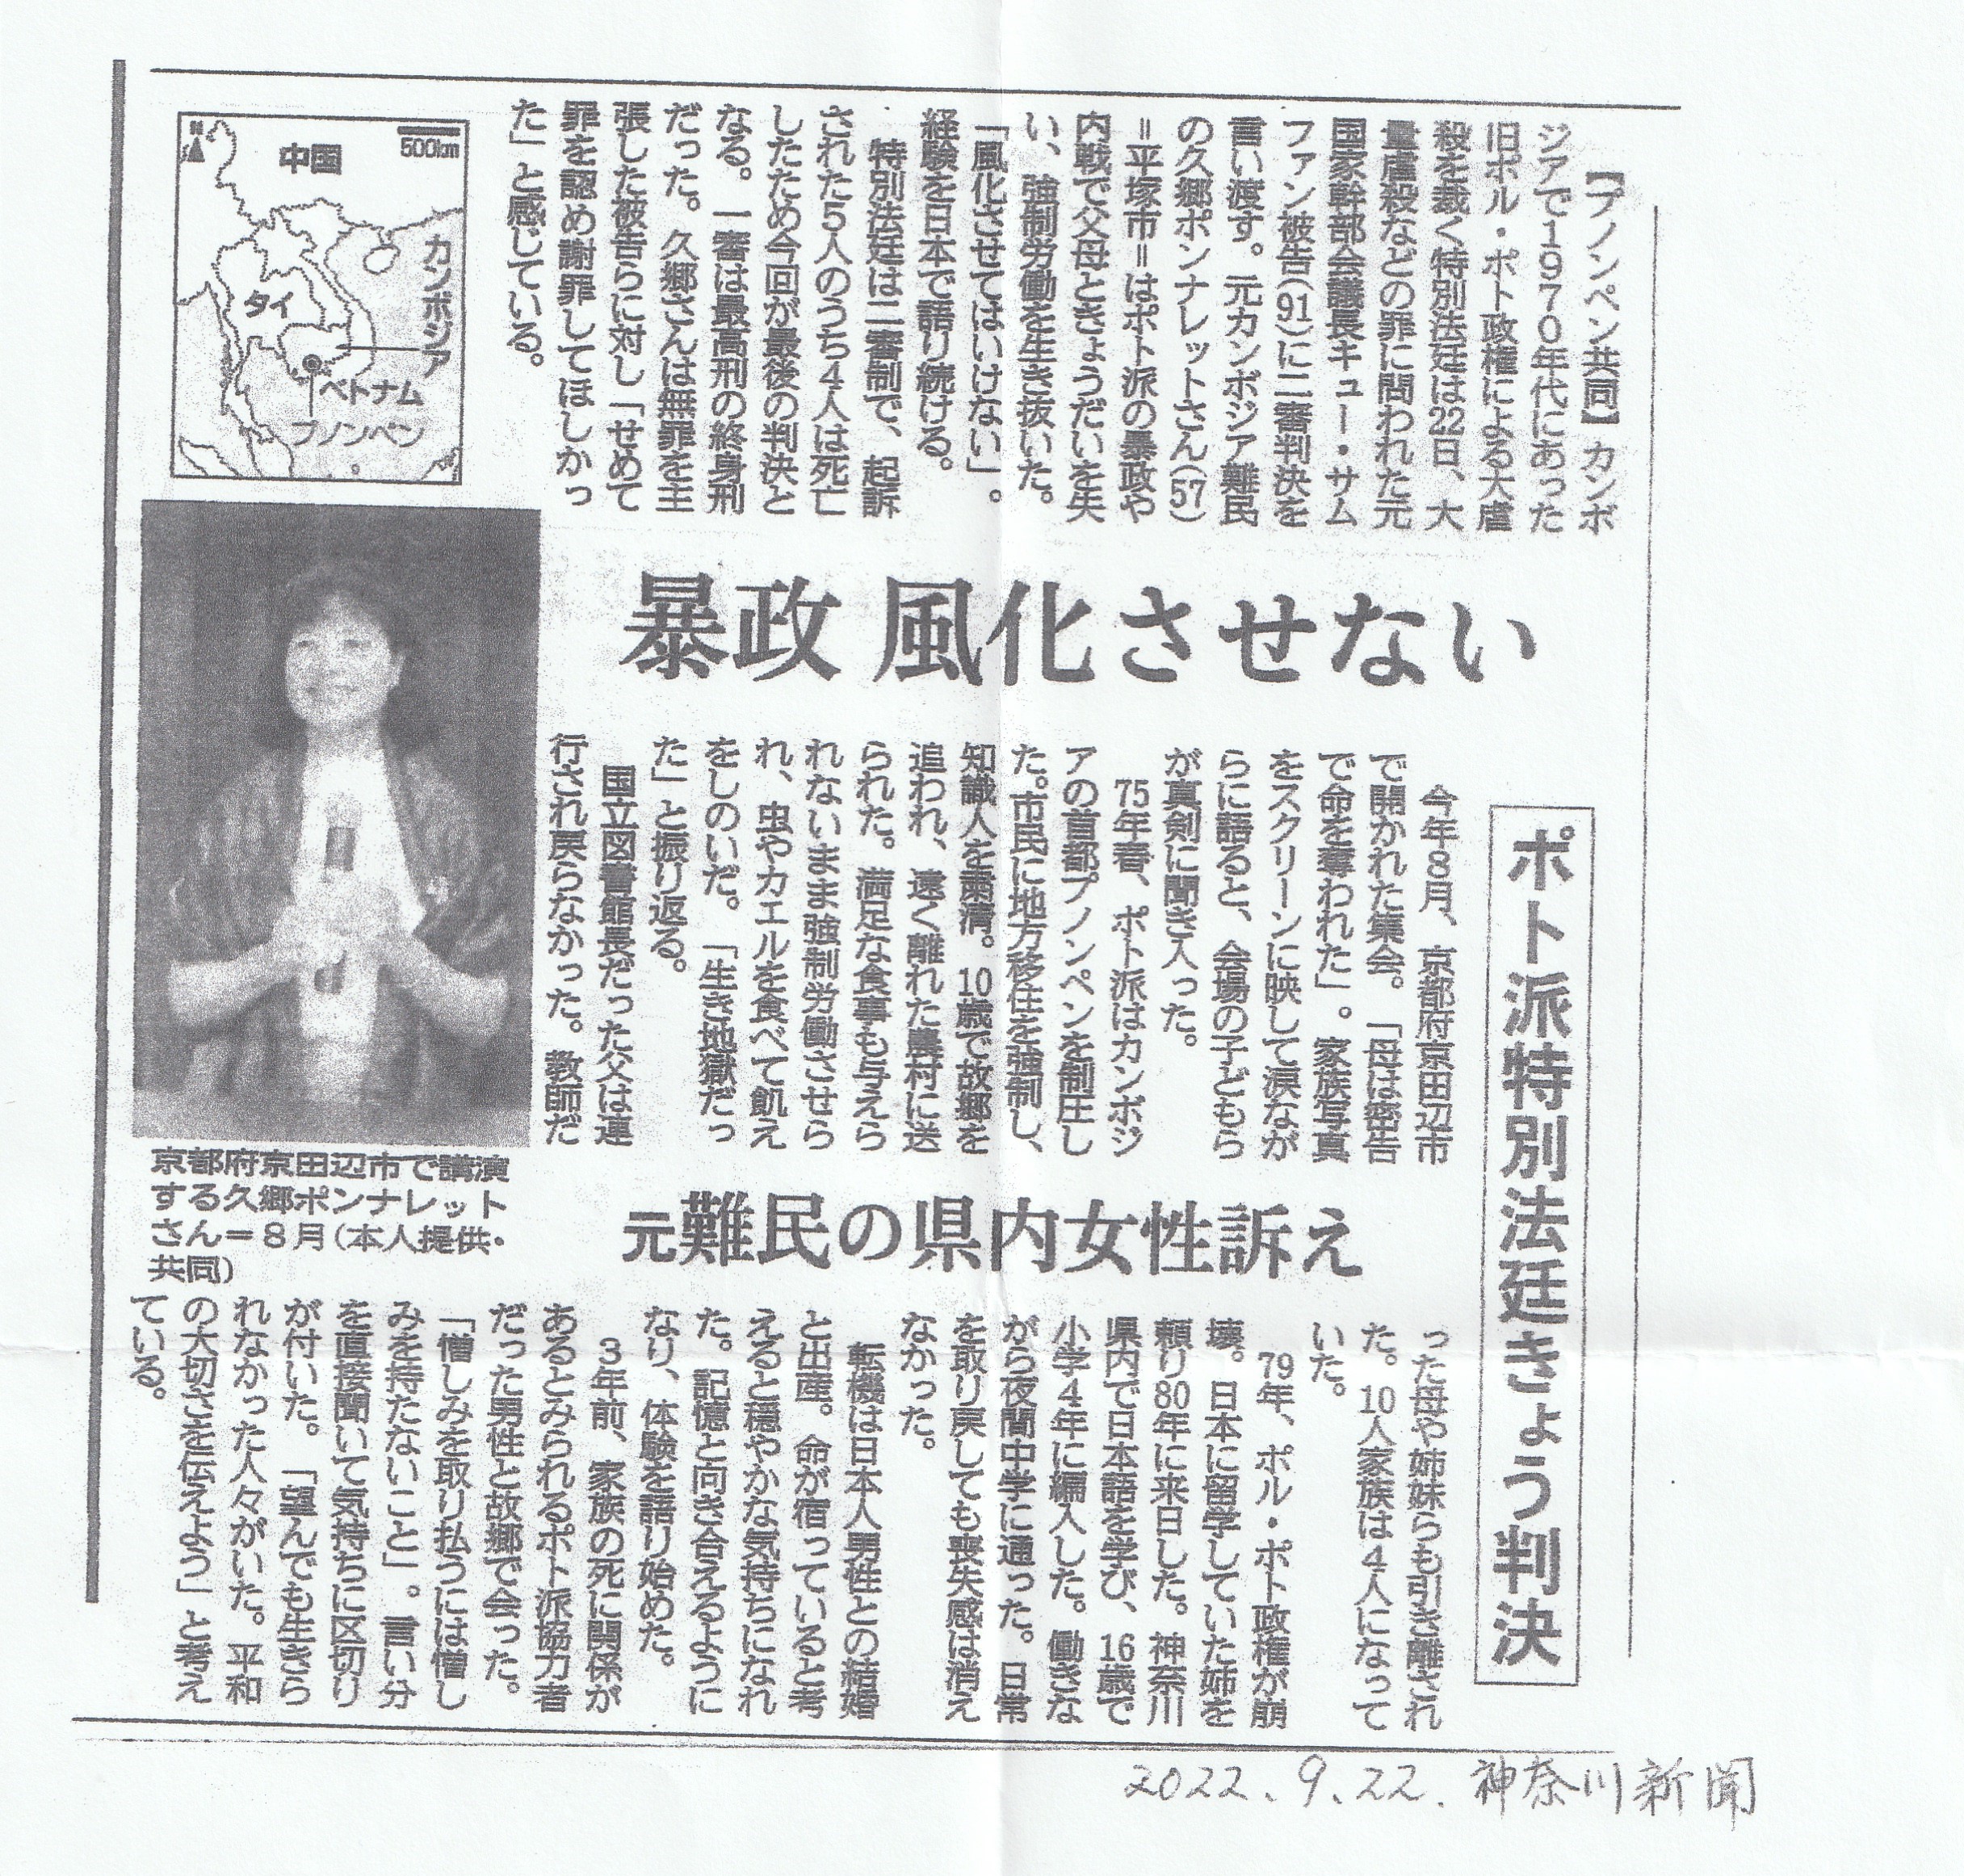 ポト派特別法廷きょう判決
暴政 風化させない
元難民の県内女性訴え
【プノンペン共同】カンボ
ジアで1970年代にあった
旧ポル・ポト政権による大虐
殺を裁く特別法廷は22日、大
量虐殺などの罪に問われた元
国家幹部会議長キュー・サム
ファン被告(91)に二審判決を
言い渡す。元カンボジア難民
の久郷ポンナレットさん(57)
＝平塚市＝はポト派の暴政や
内戦で父母ときょうだいを失
い、強制労働を生き抜いた。
「風化させてはいけない」。
経験を日本で語り続ける。
特別法廷は二審制で、起訴
された5人のうち4人は死亡
したため今回が最後の判決と
なる。一審は最高刑の終身刑
だった。久郷さんは無罪を主
張した被告らに対し「せめて
罪を認め謝罪してほしかっ
た」と感じている。
今年8月、京都府京田辺市
で開かれた集会。「母は密告
で命を奪われた」。家族写真
をスクリーンに映して涙なが
らに語ると、会場の子どもら
が真剣に聞き入った。
75年春、ポト派はカンボジ
アの首都プノンペンを制圧し
た。市民に地方移住を強制し、
知識人を粛清。10歳で故郷を
追われ、遠く離れた農村に送
られた。満足な食事も与えら
れないまま強制労働させら
れ、虫やカエルを食べて飢え
をしのいだ。「生き地獄だっ
た」と振り返る。
国立図書館長だった父は連
行され戻らなかった。教師だ
った母や姉妹らも引き離され
た。10人家族は4人になって
いた。
79年、ポル・ポト政権が崩
壊。日本に留学していた姉を
頼り80年に来日した。神奈川
県内で日本語を学び、16歳で
小学4年に編入した。働きな
がら夜間中学に通った。日常
を取り戻しても喪失感は消え
なかった。
転機は日本人男性との結婚
と出産。命が宿っていると考
えると穏やかな気持ちになれ
た。記憶と向き合えるように
なり、体験を語り始めた。
3年前、家族の死に関係が
あるとみられるポト派協力者
だった男性と故郷で会った。
「憎しみを取り払うには憎し
みを持たないこと」。言い分
を直接聞いて気持ちに区切り
が付いた。「望んでも生きら
れなかった人々がいた。平和
の大切さを伝えよう」と考え
ている。
N
500km
中国
カンボジア
タイ
ベトナム
プノンペン
京都府京田辺市で講演
する久郷ポンナレット
さん＝8月(本人提供・
共同)
2022.9.22.神奈川新聞